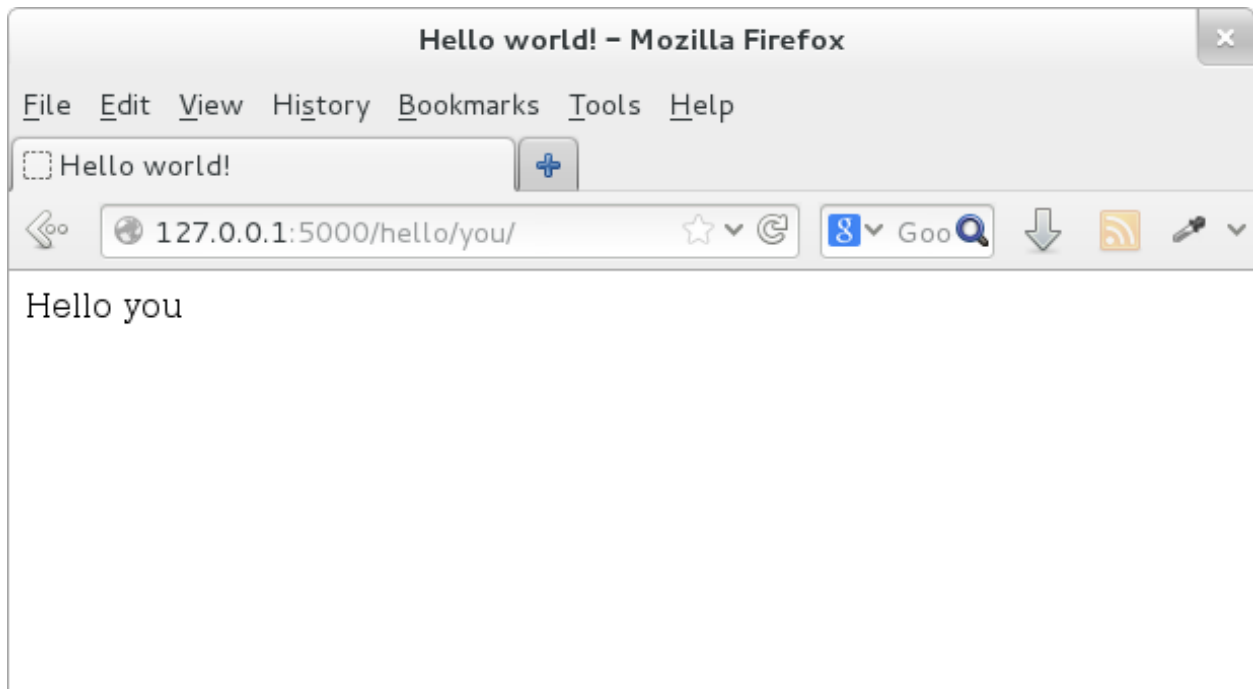 Hello world! – Mozilla Firefox
File Edit View History Bookmarks Tools Help
Hello world!
127.0.0.1:5000/hello/you/ 8 Goo
Hello you